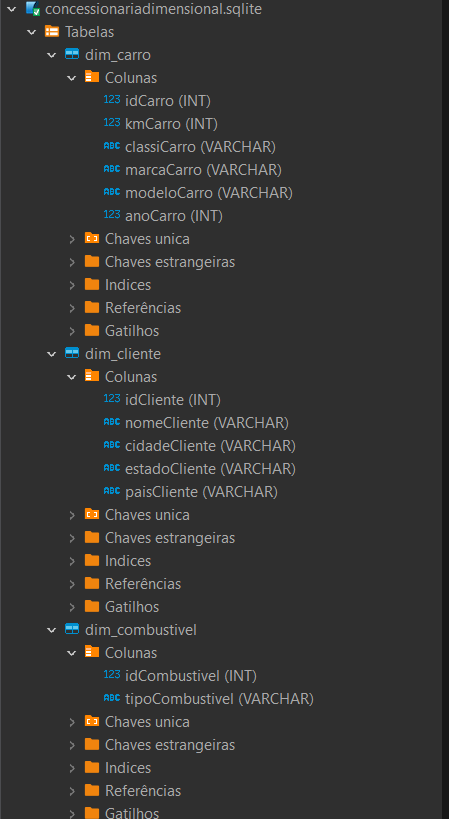 concessionariadimensional.sqlite
Tabelas
dim_carro
Colunas
123 idCarro (INT)
123 kmCarro (INT)
ABC classiCarro (VARCHAR)
ABC marcaCarro (VARCHAR)
ABC modeloCarro (VARCHAR)
123 anoCarro (INT)
Chaves unica
Chaves estrangeiras
Indices
Referências
Gatilhos
dim_cliente
Colunas
123 idCliente (INT)
ABC nomeCliente (VARCHAR)
ABC cidadeCliente (VARCHAR)
ABC estadoCliente (VARCHAR)
ABC paisCliente (VARCHAR)
Chaves unica
Chaves estrangeiras
Indices
Referências
Gatilhos
dim_combustivel
Colunas
123 idCombustivel (INT)
ABC tipoCombustivel (VARCHAR)
Chaves unica
Chaves estrangeiras
Indices
Referências
Gatilhos